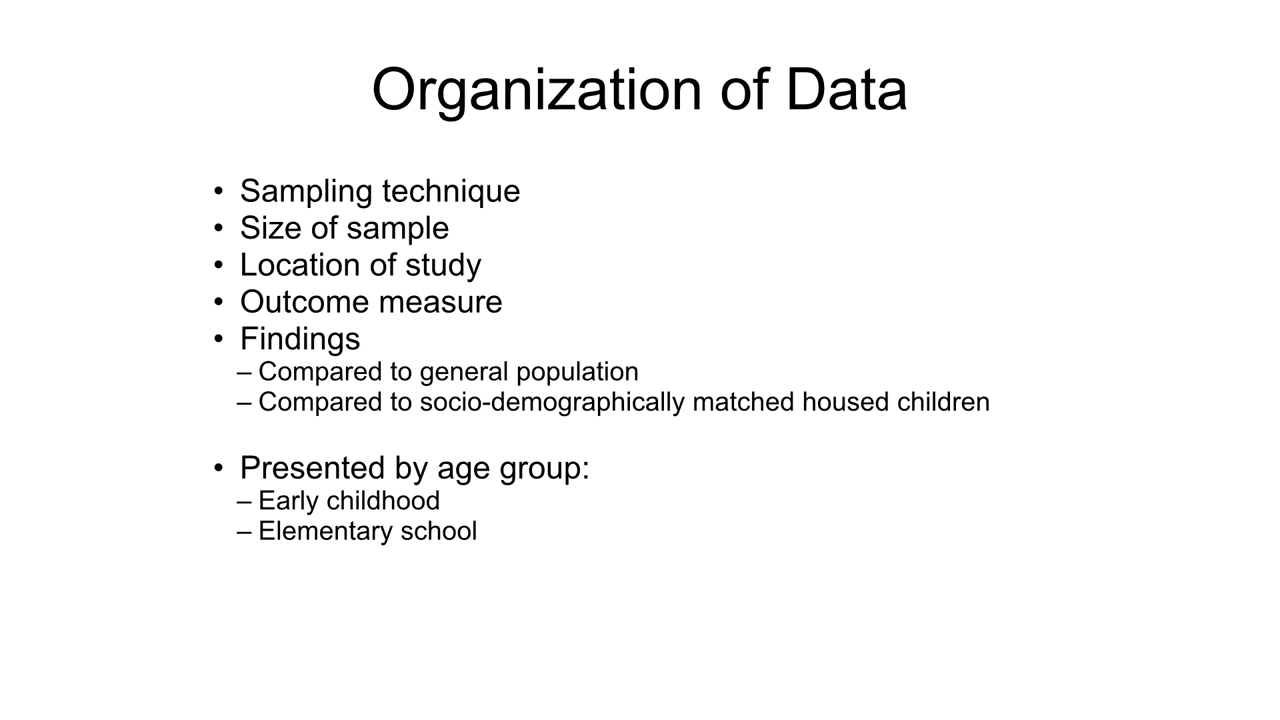 Organization of Data
• Sampling technique
• Size of sample
• Location of study
• Outcome measure
• Findings
– Compared to general population
– Compared to socio-demographically matched housed children
• Presented by age group:
– Early childhood
– Elementary school